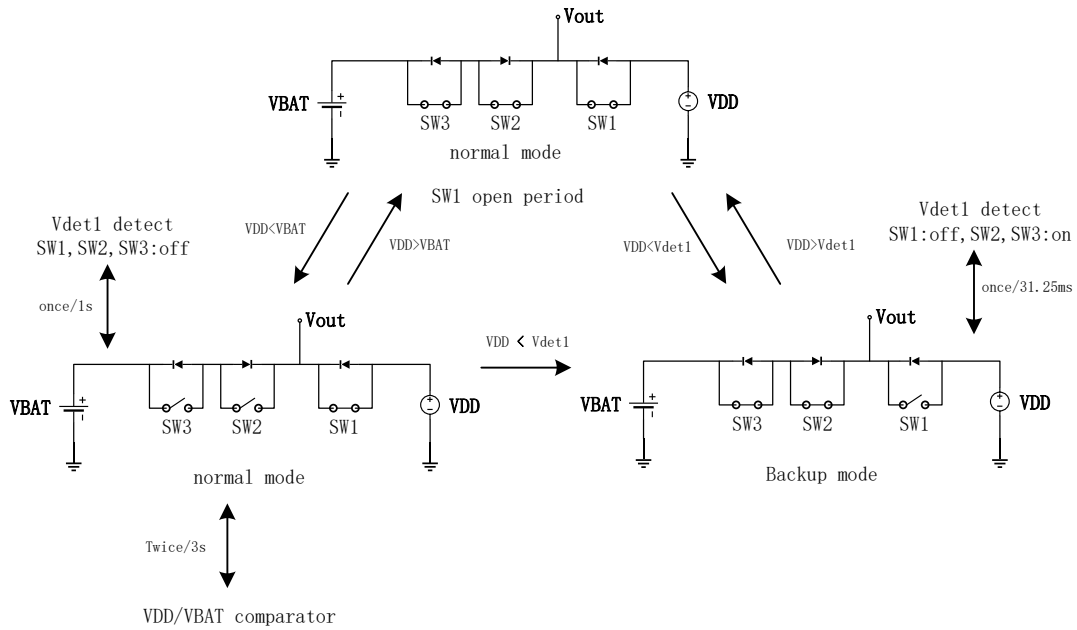 Vout
VBAT
+
-
SW3
SW2
SW1
+
-
VDD
normal mode
SW1 open period
Vdet1 detect
SW1,SW2,SW3:off
once/1s
VDD<VBAT
VDD>VBAT
VDD<Vdet1
VDD>Vdet1
Vdet1 detect
SW1:off,SW2,SW3:on
once/31.25ms
Vout
VBAT
+
-
SW3
SW2
SW1
+
-
VDD
normal mode
VDD < Vdet1
Vout
VBAT
+
-
SW3
SW2
SW1
+
-
VDD
Backup mode
Twice/3s
VDD/VBAT comparator